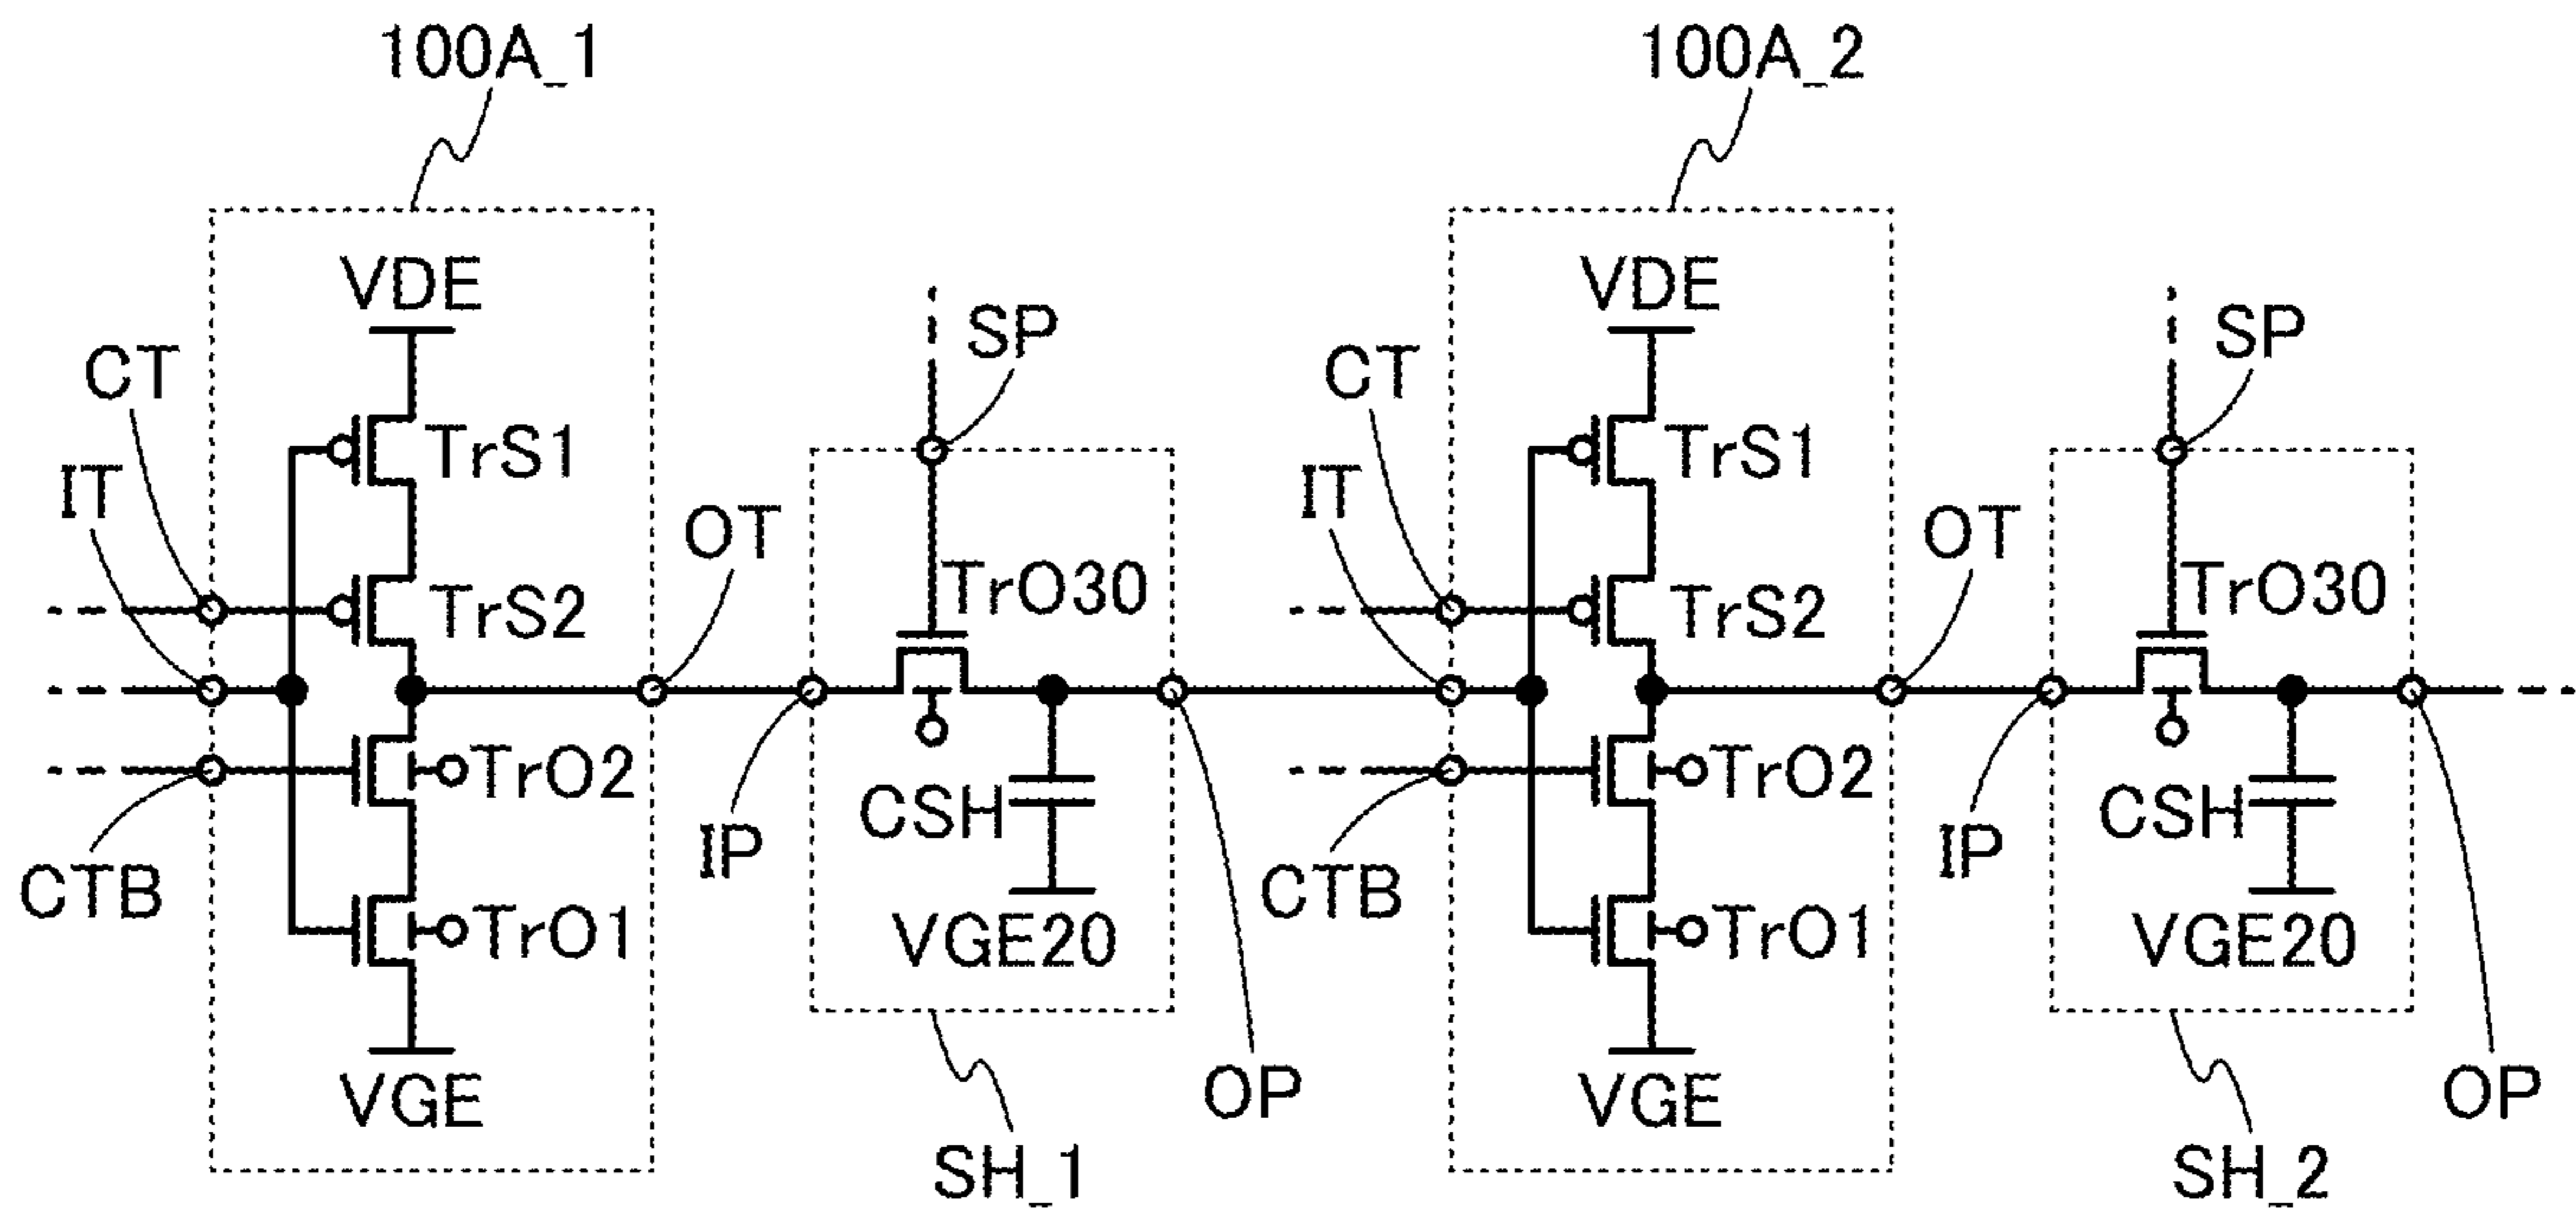 100A_1
100A_2
VDE
VDE
SP
SP
CT
CT
TrS1
TrS1
IT
IT
OT
OT
TrO30
TrO30
TrS2
TrS2
TrO2
TrO2
CSH
CSH
IP
IP
CTB
CTB
TrO1
TrO1
VGE20
VGE20
VGE
VGE
OP
OP
SH_1
SH_2